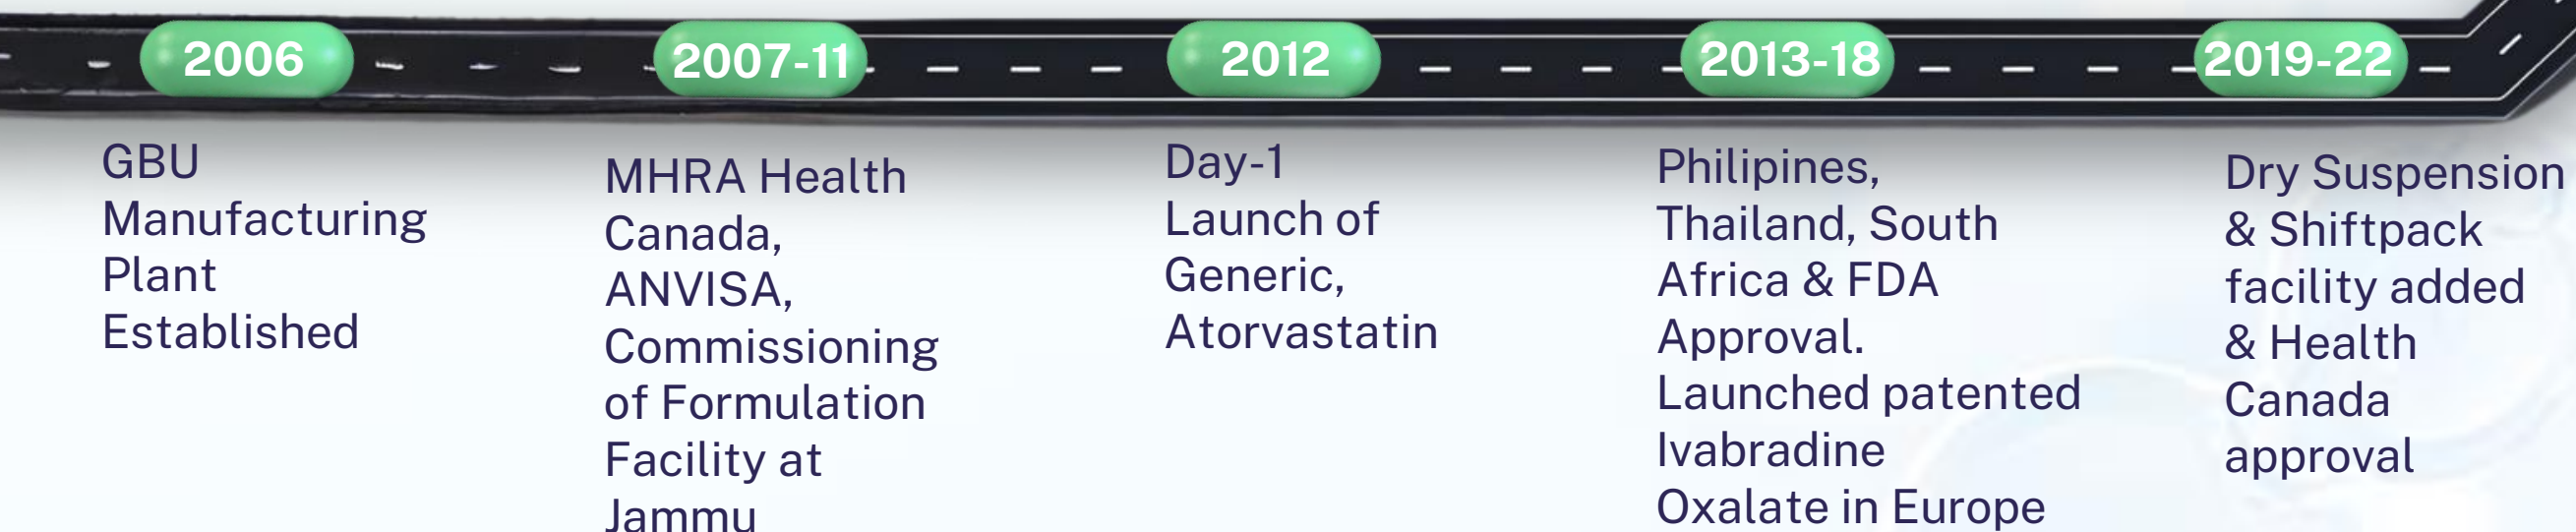 2006
2007-11
2012
2013-18
2019-22
GBU
Manufacturing
Plant
Established
MHRA Health
Canada,
ANVISA,
Commissioning
of Formulation
Facility at
Jammu
Day-1
Launch of
Generic,
Atorvastatin
Philipines,
Thailand, South
Africa & FDA
Approval.
Launched patented
Ivabradine
Oxalate in Europe
Dry Suspension
& Shiftpack
facility added
& Health
Canada
approval